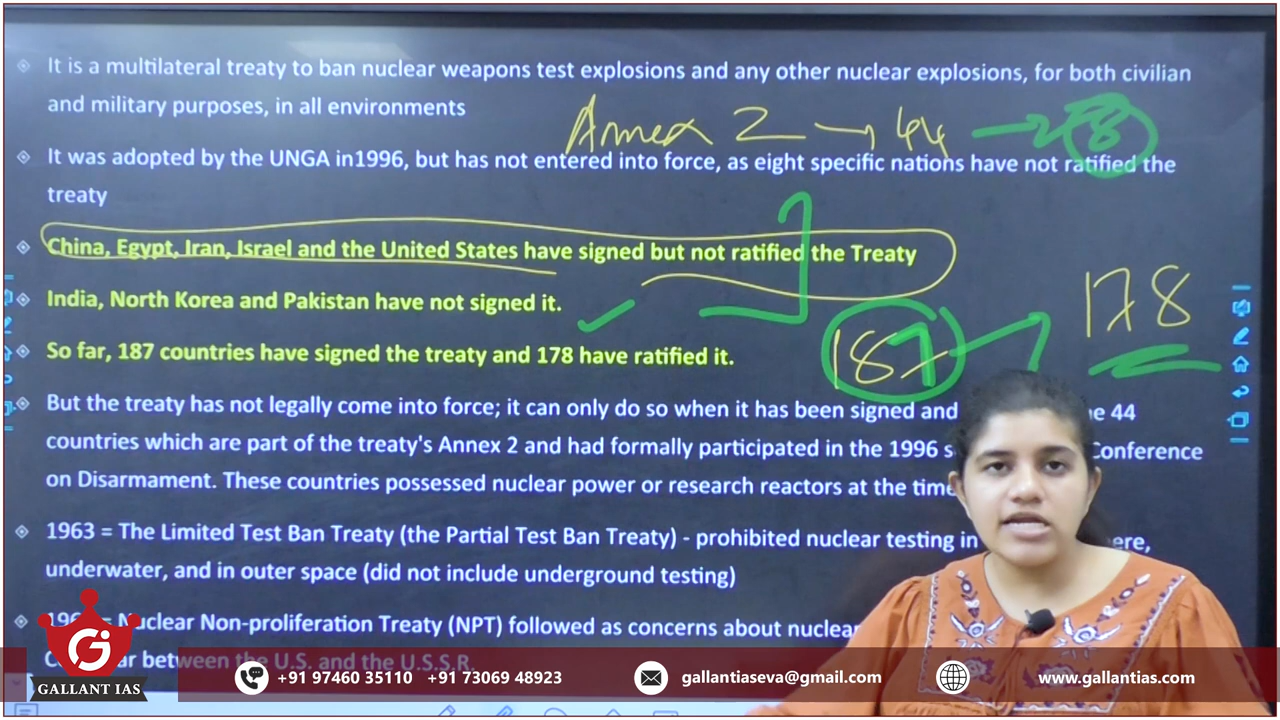 It is a multilateral treaty to ban nuclear weapons test explosions and any other nuclear explosions, for both civilian
and military purposes, in all environments
Annex 2 → 44 → 8
It was adopted by the UNGA in1996, but has not entered into force, as eight specific nations have not ratified the
treaty
China, Egypt, Iran, Israel and the United States have signed but not ratified the Treaty
India, North Korea and Pakistan have not signed it.
187 → 178
So far, 187 countries have signed the treaty and 178 have ratified it.
But the treaty has not legally come into force; it can only do so when it has been signed and 44
countries which are part of the treaty's Annex 2 and had formally participated in the 1996 Conference
on Disarmament. These countries possessed nuclear power or research reactors at the time
1963 = The Limited Test Ban Treaty (the Partial Test Ban Treaty) - prohibited nuclear testing in
underwater, and in outer space (did not include underground testing)
= Nuclear Non-proliferation Treaty (NPT) followed as concerns about nuclear
between the U.S. and the U.S.S.R.
Gi
GALLANT IAS
+91 97460 35110 +91 73069 48923
gallantiaseva@gmail.com
www.gallantias.com